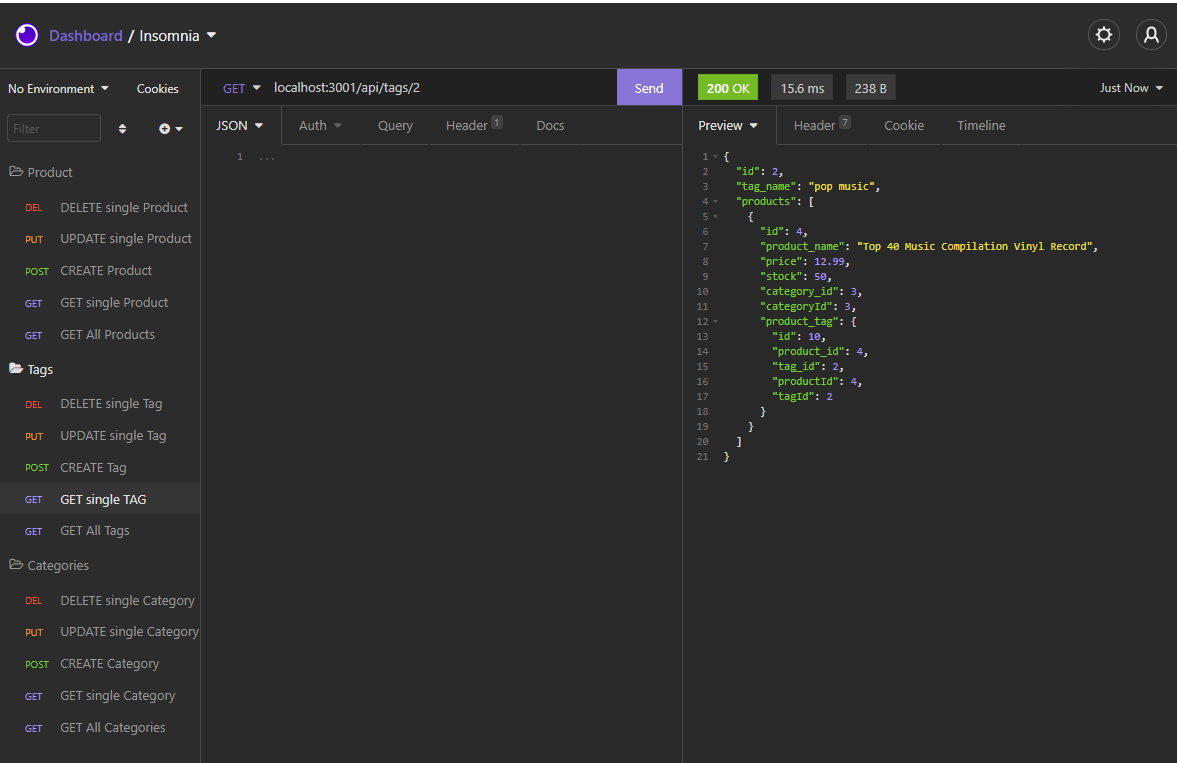 Dashboard / Insomnia
No Environment
Cookies
Filter
Product
DEL DELETE single Product
PUT UPDATE single Product
POST CREATE Product
GET GET single Product
GET GET All Products
Tags
DEL DELETE single Tag
PUT UPDATE single Tag
POST CREATE Tag
GET GET single TAG
GET GET All Tags
Categories
DEL DELETE single Category
PUT UPDATE single Category
POST CREATE Category
GET GET single Category
GET GET All Categories
GET localhost:3001/api/tags/2 Send
JSON Auth Query Header 1 Docs
1 ...
200 OK 15.6 ms 238 B Just Now
Preview Header 7 Cookie Timeline
1 {
2 "id": 2,
3 "tag_name": "pop music",
4 "products": [
5 {
6 "id": 4,
7 "product_name": "Top 40 Music Compilation Vinyl Record",
8 "price": 12.99,
9 "stock": 50,
10 "category_id": 3,
11 "categoryId": 3,
12 "product_tag": {
13 "id": 10,
14 "product_id": 4,
15 "tag_id": 2,
16 "productId": 4,
17 "tagId": 2
18 }
19 }
20 ]
21 }